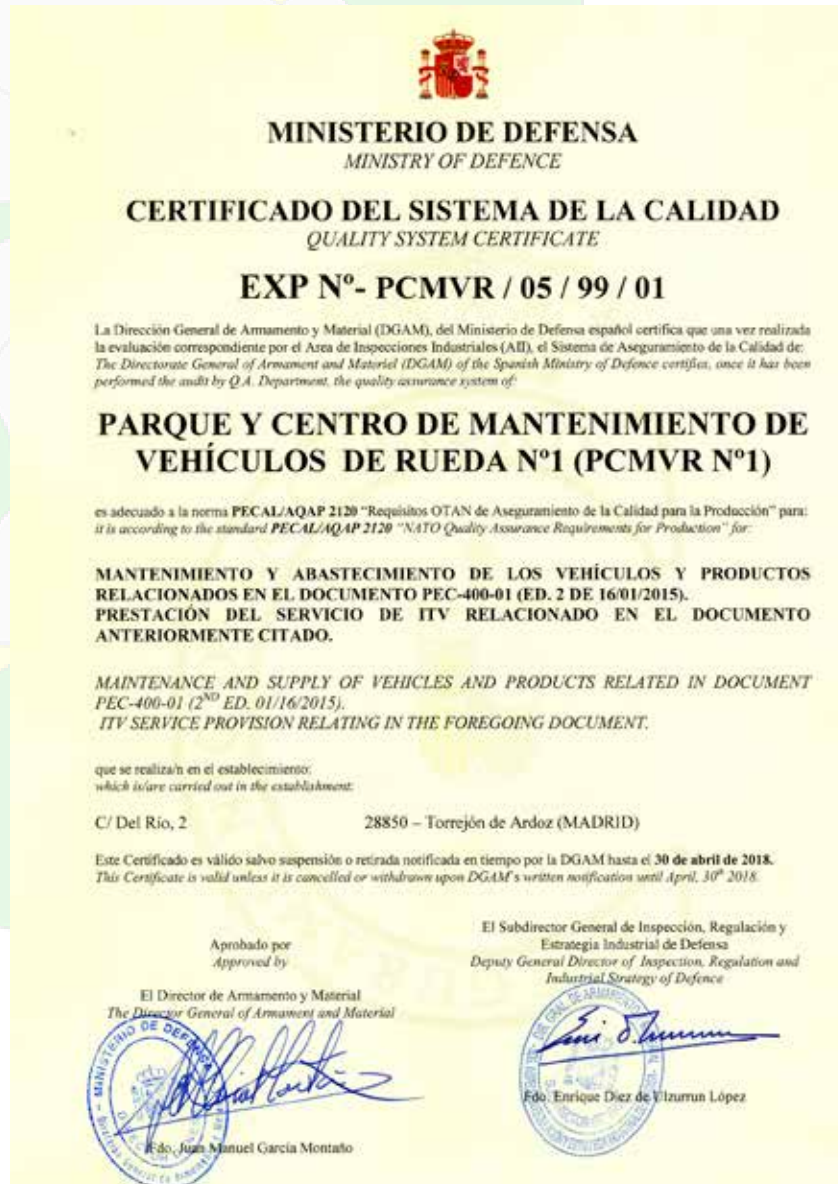 MINISTERIO DE DEFENSA
MINISTRY OF DEFENCE
CERTIFICADO DEL SISTEMA DE LA CALIDAD
QUALITY SYSTEM CERTIFICATE
EXP Nº- PCMVR / 05 / 99 / 01
La Dirección General de Armamento y Material (DGAM), del Ministerio de Defensa español certifica que una vez realizada
la evaluación correspondiente por el Area de Inspecciones Industriales (AII), el Sistema de Aseguramiento de la Calidad de:
The Directorate General of Armament and Materiel (DGAM) of the Spanish Ministry of Defence certifies, once it has been
performed the audit by Q.A. Department, the quality assurance system of:
PARQUE Y CENTRO DE MANTENIMIENTO DE
VEHÍCULOS DE RUEDA Nº1 (PCMVR Nº1)
es adecuado a la norma PECAL/AQAP 2120 “Requisitos OTAN de Aseguramiento de la Calidad para la Producción” para:
it is according to the standard PECAL/AQAP 2120 “NATO Quality Assurance Requirements for Production” for:
MANTENIMIENTO Y ABASTECIMIENTO DE LOS VEHÍCULOS Y PRODUCTOS
RELACIONADOS EN EL DOCUMENTO PEC-400-01 (ED. 2 DE 16/01/2015).
PRESTACIÓN DEL SERVICIO DE ITV RELACIONADO EN EL DOCUMENTO
ANTERIORMENTE CITADO.
MAINTENANCE AND SUPPLY OF VEHICLES AND PRODUCTS RELATED IN DOCUMENT
PEC-400-01 (2ND ED. 01/16/2015).
ITV SERVICE PROVISION RELATING IN THE FOREGOING DOCUMENT.
que se realiza/n en el establecimiento:
which is/are carried out in the establishment:
C/ Del Río, 2 28850 – Torrejón de Ardoz (MADRID)
Este Certificado es válido salvo suspensión o retirada notificada en tiempo por la DGAM hasta el 30 de abril de 2018.
This Certificate is valid unless it is cancelled or withdrawn upon DGAM´s written notification until April, 30th 2018.
Aprobado por
Approved by
El Director de Armamento y Material
The Director General of Armament and Material
MINISTERIO DE DEFENSA
Fdo. Juan Manuel García Montaño
El Subdirector General de Inspección, Regulación y
Estrategia Industrial de Defensa
Deputy General Director of Inspection, Regulation and
Industrial Strategy of Defence
Fdo. Enrique Diez de Ulzurrun López